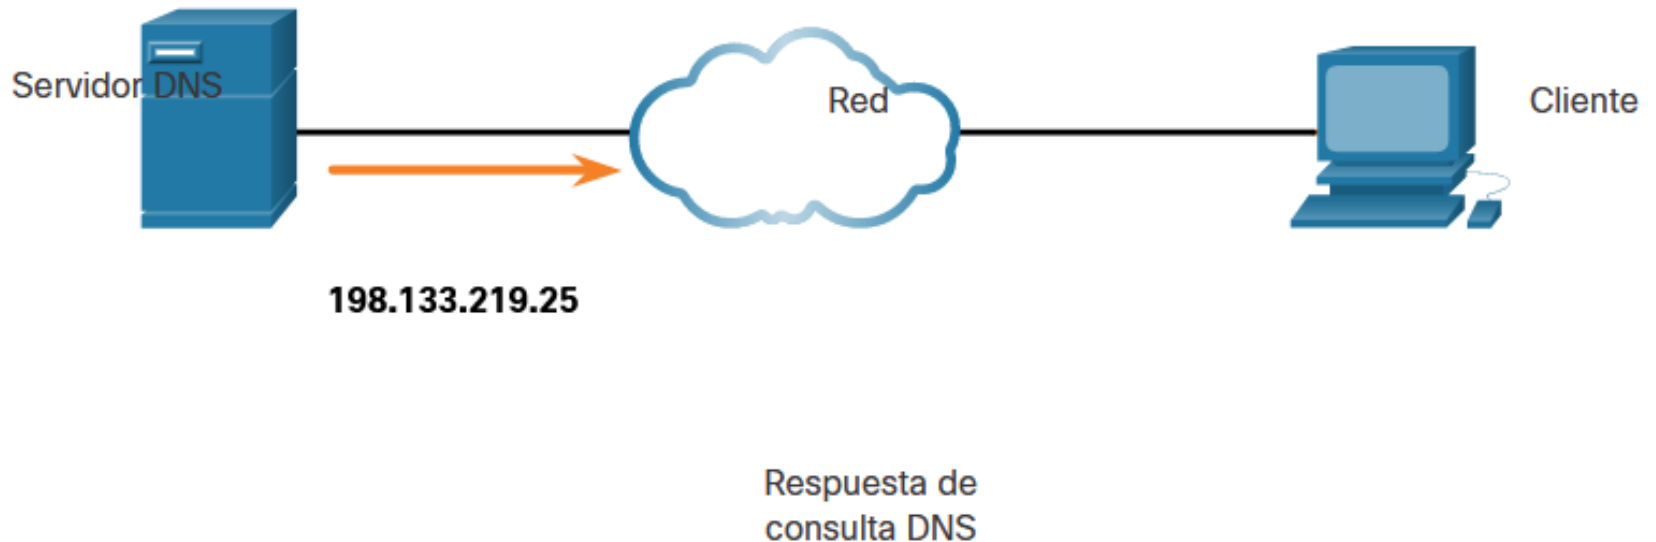 Servidor DNS
Red
Cliente
198.133.219.25
Respuesta de
consulta DNS